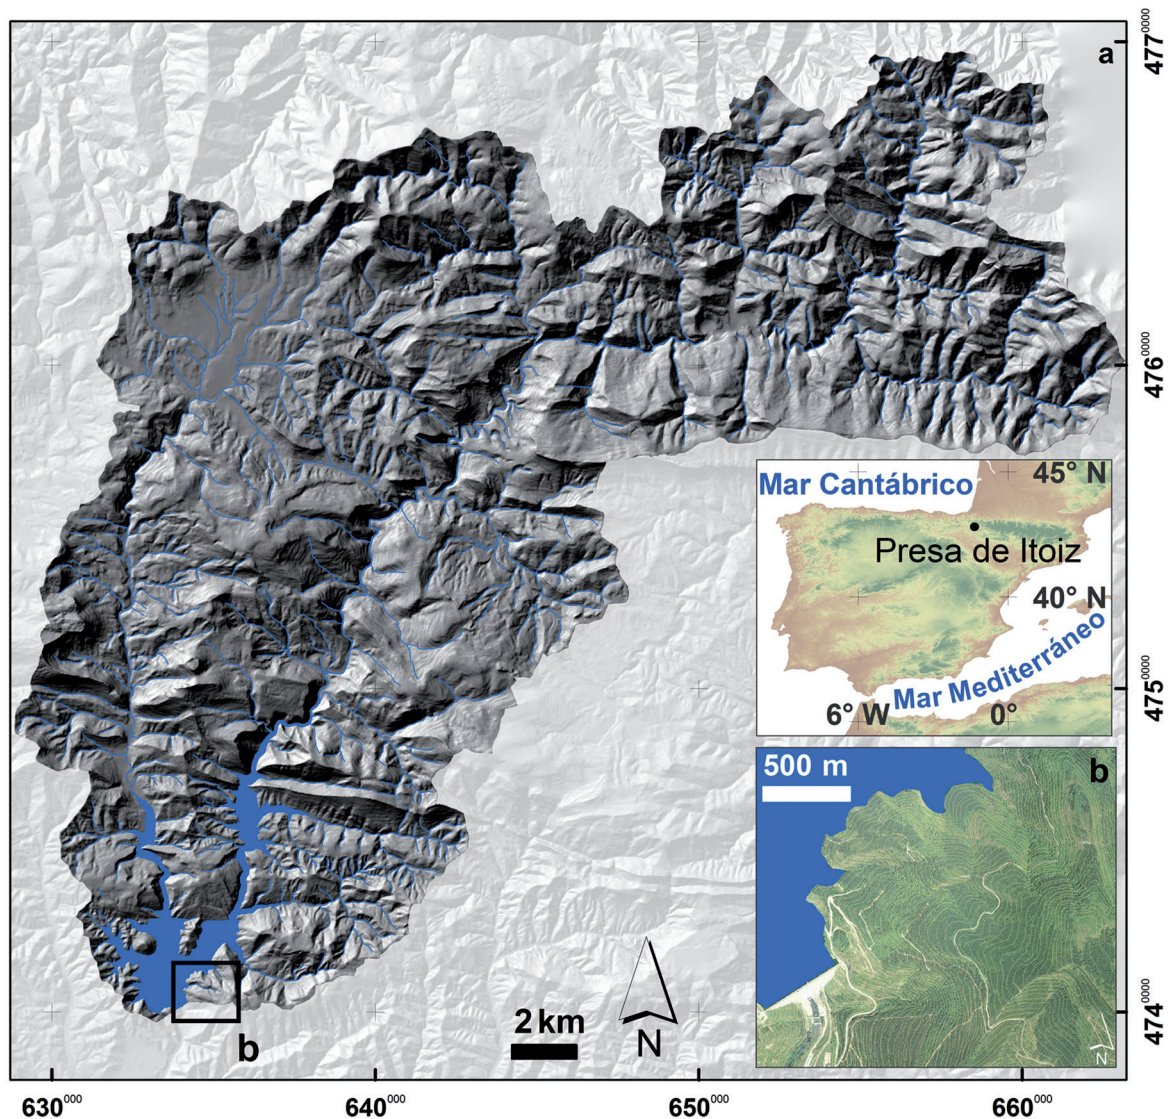 a
477⁰⁰⁰⁰
476⁰⁰⁰⁰
475⁰⁰⁰⁰
474⁰⁰⁰⁰
Mar Cantábrico
45° N
Presa de Itoiz
40° N
Mar Mediterráneo
6° W
0°
500 m
b
N
2 km
N
b
630⁰⁰⁰
640⁰⁰⁰
650⁰⁰⁰
660⁰⁰⁰